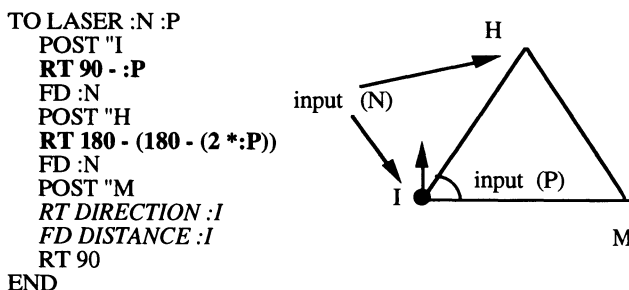 TO LASER :N :P
POST "I
RT 90 - :P
FD :N
POST "H
RT 180 - (180 - (2 *:P))
FD :N
POST "M
RT DIRECTION :I
FD DISTANCE :I
RT 90
END
H
input (N)
input (P)
I
M